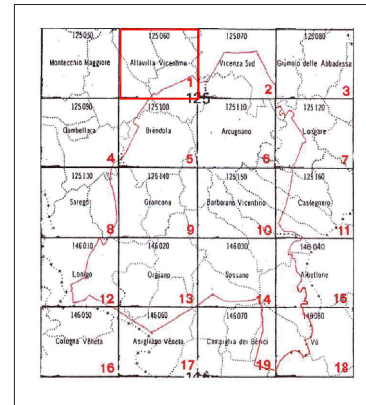 125050 125060 125070 125080
Montecchio Maggiore Altavilla Vicentina Vicenza Sud Grumolo delle Abbadesse
1 2 3
125
125090 125100 125110 125120
Gambellara Brendola Arcugnano Longare
4 5 6 7
125130 125140 125150 125160
Sarego Grancona Barbarano Vicentino Castegnero
8 9 10 11
146010 146020 146030 146040
Lonigo Orgiano Sossano Albettone
12 13 14 15
146050 146060 146070 146080
Cologna Veneta Asigliano Veneto Campiglia dei Berici Vò
16 17 19 18
146